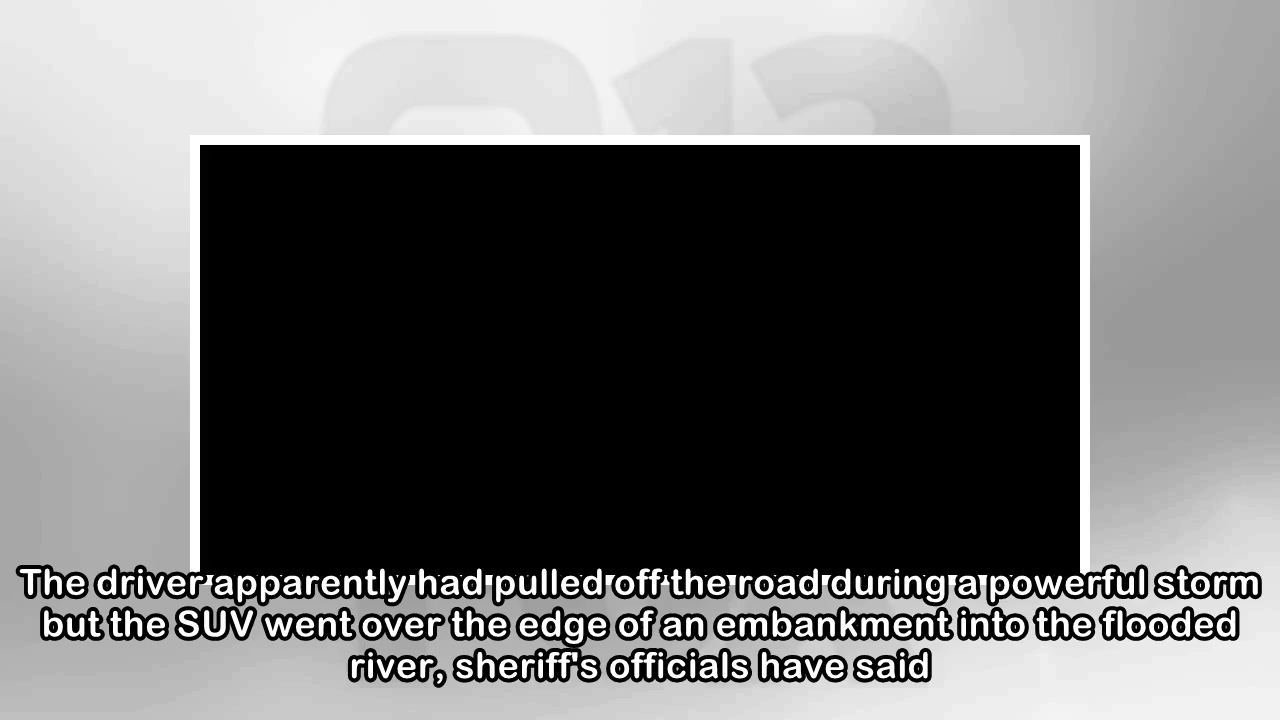 The driver apparently had pulled off the road during a powerful storm
but the SUV went over the edge of an embankment into the flooded
river, sheriff's officials have said